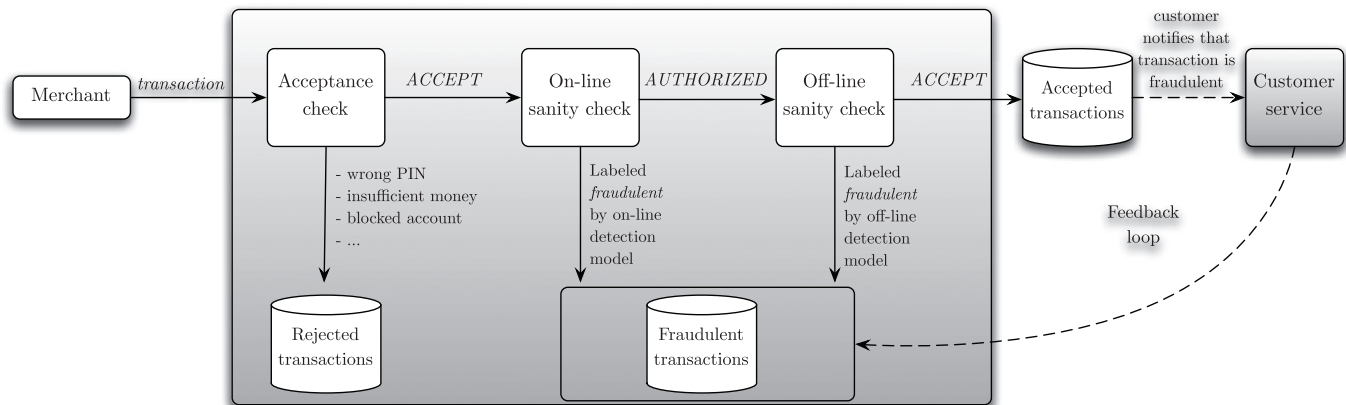 Merchant
transaction
Acceptance
check
ACCEPT
On-line
sanity check
AUTHORIZED
Off-line
sanity check
ACCEPT
Accepted
transactions
customer
notifies that
transaction is
fraudulent
Customer
service
- wrong PIN
- insufficient money
- blocked account
- ...
Labeled
fraudulent
by on-line
detection
model
Labeled
fraudulent
by off-line
detection
model
Feedback
loop
Rejected
transactions
Fraudulent
transactions